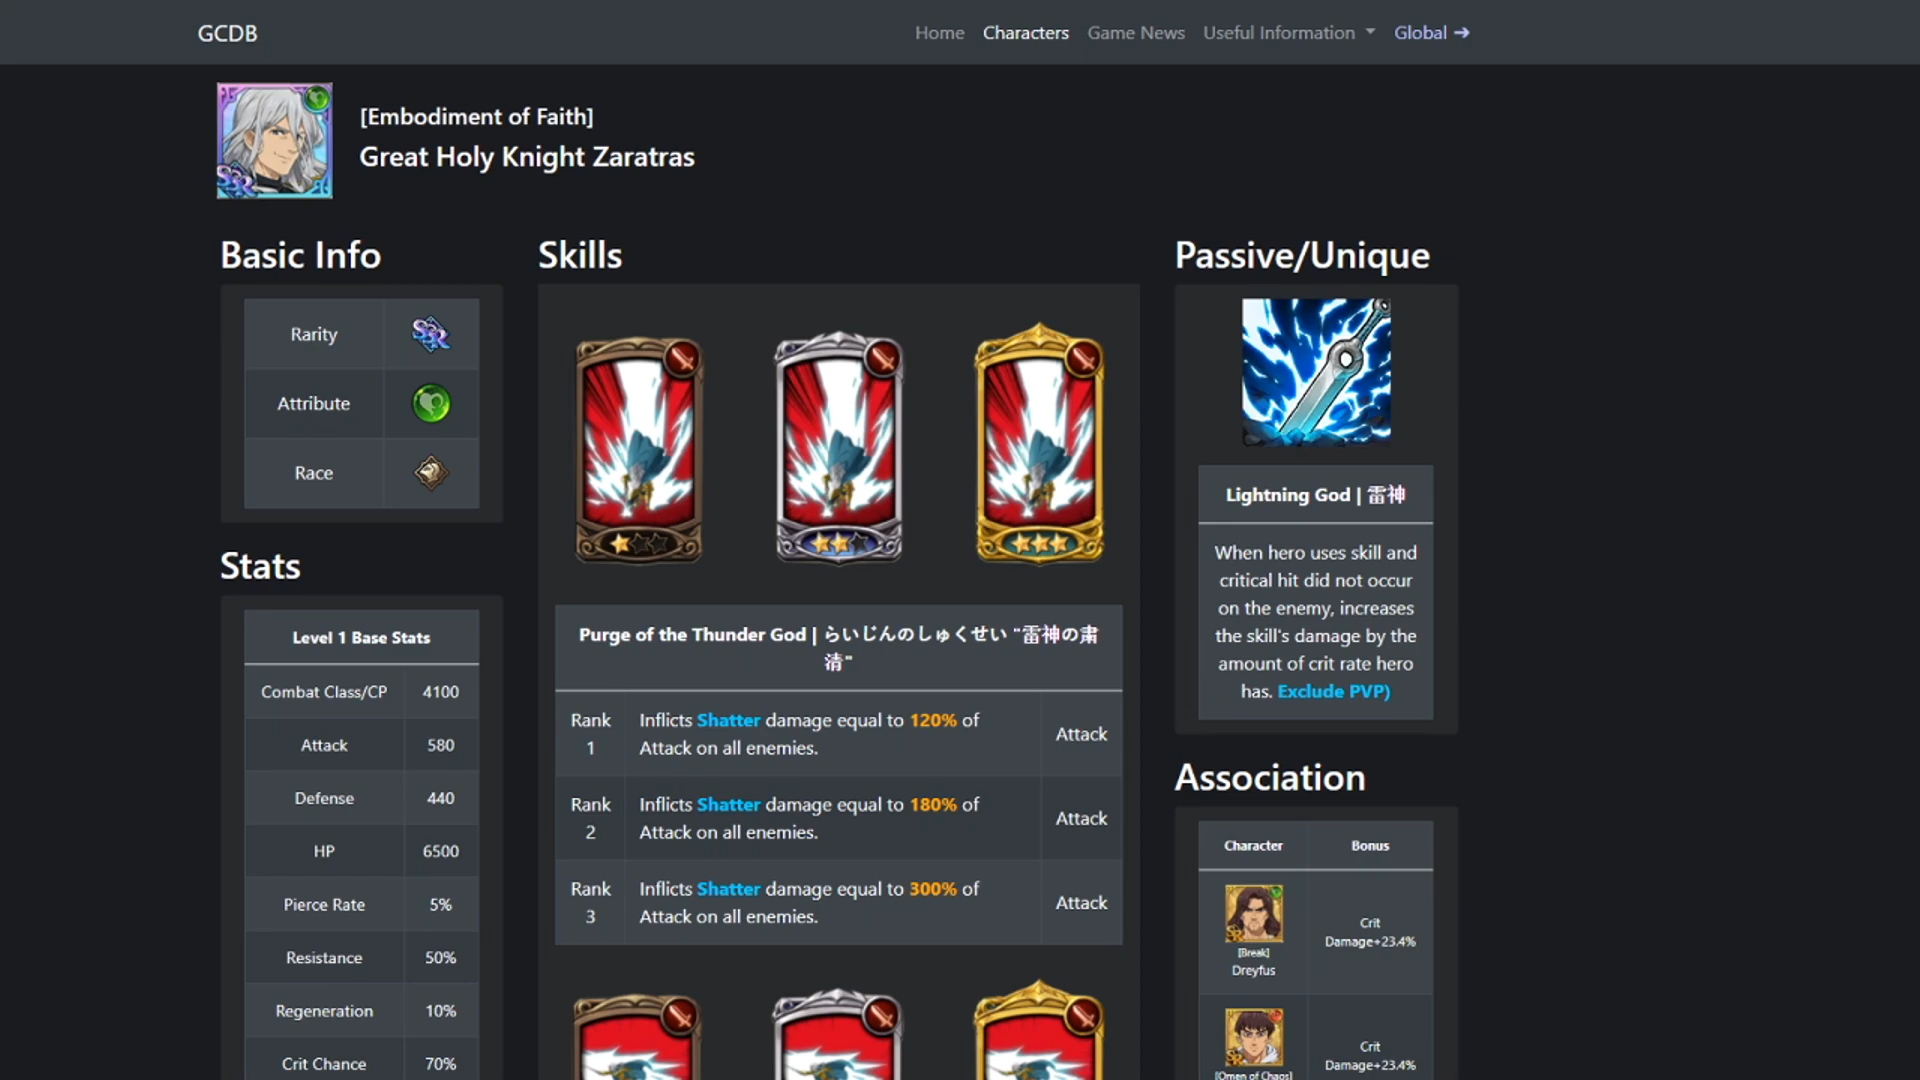 GCDB
Home Characters Game News Useful Information Global ➔
[Embodiment of Faith]
Great Holy Knight Zaratras
Basic Info
Rarity SSR
Attribute
Race
Stats
Level 1 Base Stats
Combat Class/CP 4100
Attack 580
Defense 440
HP 6500
Pierce Rate 5%
Resistance 50%
Regeneration 10%
Crit Chance 70%
Skills
Purge of the Thunder God | らいじんのしゅくせい "雷神の粛
清"
Rank 1
Inflicts Shatter damage equal to 120% of
Attack on all enemies.
Attack
Rank 2
Inflicts Shatter damage equal to 180% of
Attack on all enemies.
Attack
Rank 3
Inflicts Shatter damage equal to 300% of
Attack on all enemies.
Attack
Passive/Unique
Lightning God | 雷神
When hero uses skill and
critical hit did not occur
on the enemy, increases
the skill's damage by the
amount of crit rate hero
has. Exclude PVP)
Association
Character Bonus
[Break]
Dreyfus
Crit
Damage+23.4%
[Omen of Chaos]
Crit
Damage+23.4%